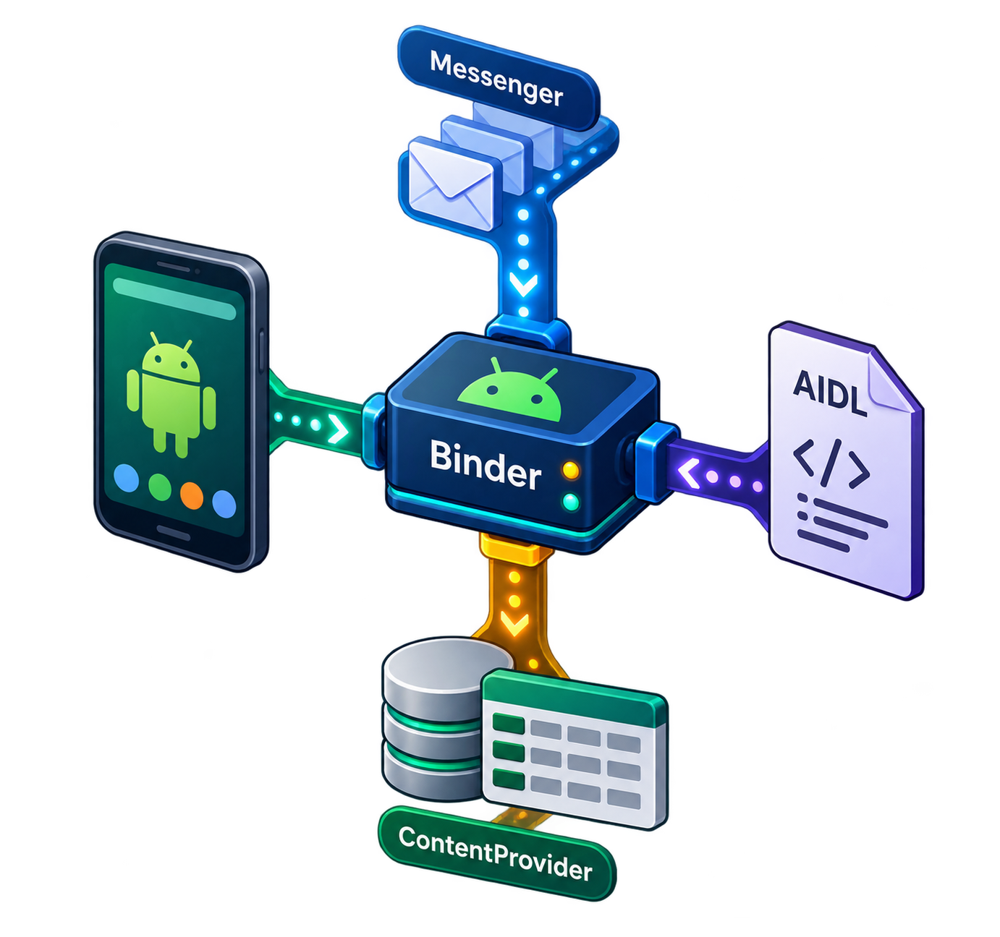 Messenger
AIDL
</>
Binder
ContentProvider